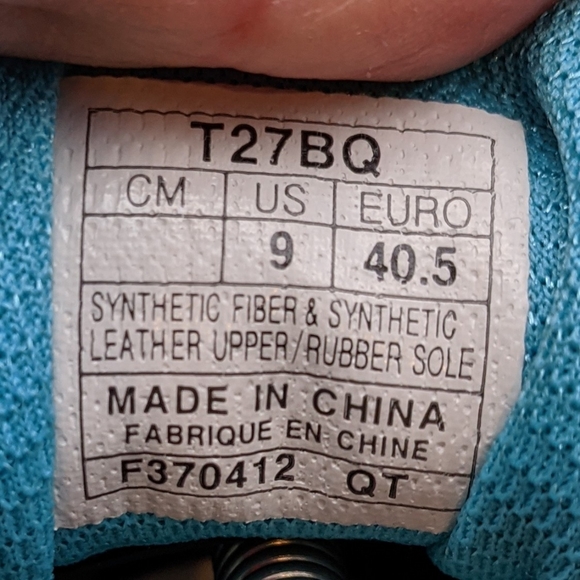 T27BQ
CM US EURO
9 40.5
SYNTHETIC FIBER & SYNTHETIC
LEATHER UPPER/RUBBER SOLE
MADE IN CHINA
FABRIQUE EN CHINE
F370412 QT